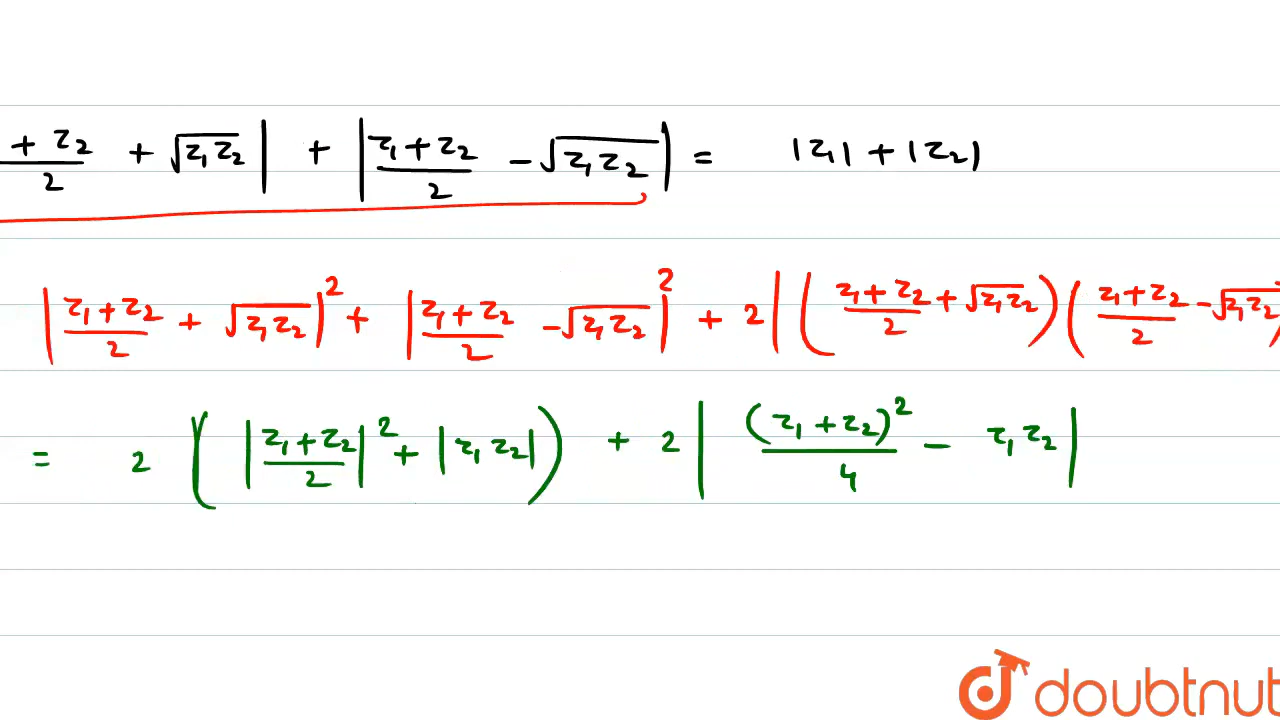 + z₂/2 + √(z₁z₂) | + | (z₁ + z₂)/2 - √(z₁z₂) | = |z₁| + |z₂|
| (z₁ + z₂)/2 + √(z₁z₂) |² + | (z₁ + z₂)/2 - √(z₁z₂) |² + 2 | ( (z₁ + z₂)/2 + √(z₁z₂) ) ( (z₁ + z₂)/2 - √(z₁z₂) )
= 2 ( | (z₁ + z₂)/2 |² + |z₁z₂| ) + 2 | (z₁ + z₂)²/4 - z₁z₂ |
doubtnut